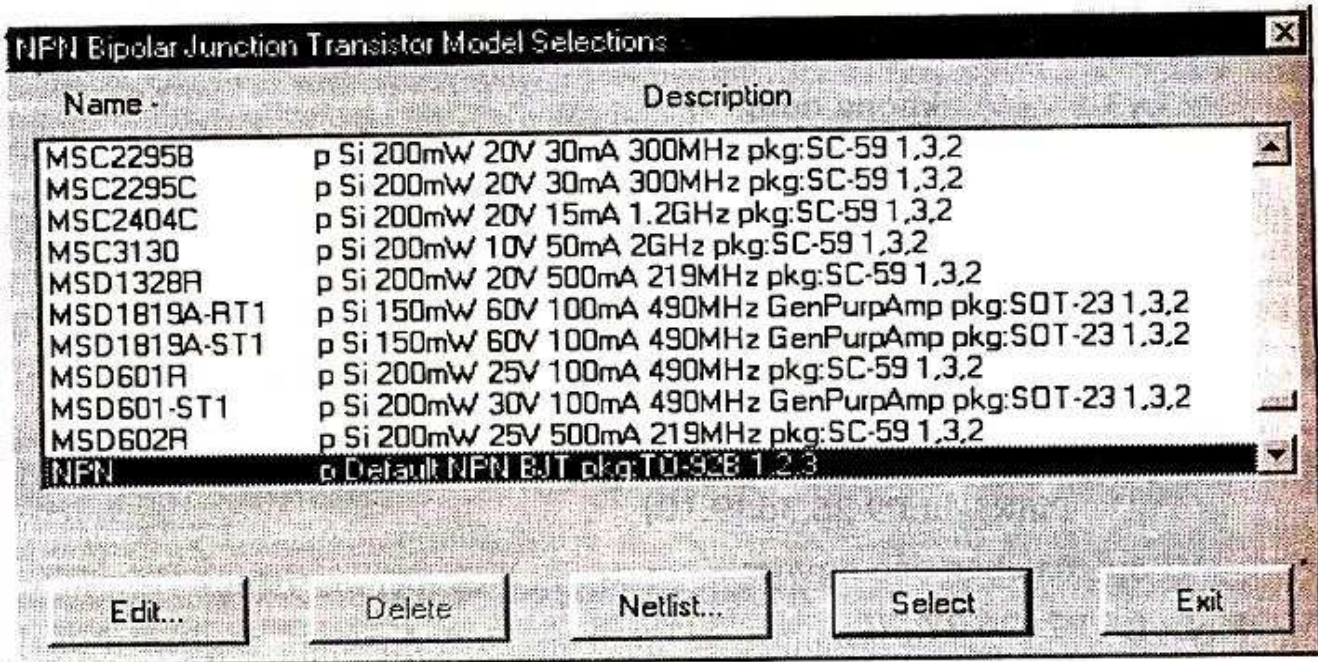 NPN Bipolar Junction Transistor Model Selections
Name - Description
MSC2295B p Si 200mW 20V 30mA 300MHz pkg:SC-59 1,3,2
MSC2295C p Si 200mW 20V 30mA 300MHz pkg:SC-59 1,3,2
MSC2404C p Si 200mW 20V 15mA 1.2GHz pkg:SC-59 1,3,2
MSC3130 p Si 200mW 10V 50mA 2GHz pkg:SC-59 1,3,2
MSD1328R p Si 200mW 20V 500mA 219MHz pkg:SC-59 1,3,2
MSD1819A-RT1 p Si 150mW 60V 100mA 490MHz GenPurpAmp pkg:SOT-23 1,3,2
MSD1819A-ST1 p Si 150mW 60V 100mA 490MHz GenPurpAmp pkg:SOT-23 1,3,2
MSD601R p Si 200mW 25V 100mA 490MHz pkg:SC-59 1,3,2
MSD601-ST1 p Si 200mW 30V 100mA 490MHz GenPurpAmp pkg:SOT-23 1,3,2
MSD602R p Si 200mW 25V 500mA 219MHz pkg:SC-59 1,3,2
NPN p Default NPN BJT pkg:TO-92B 1,2,3
Edit... Delete Netlist... Select Exit